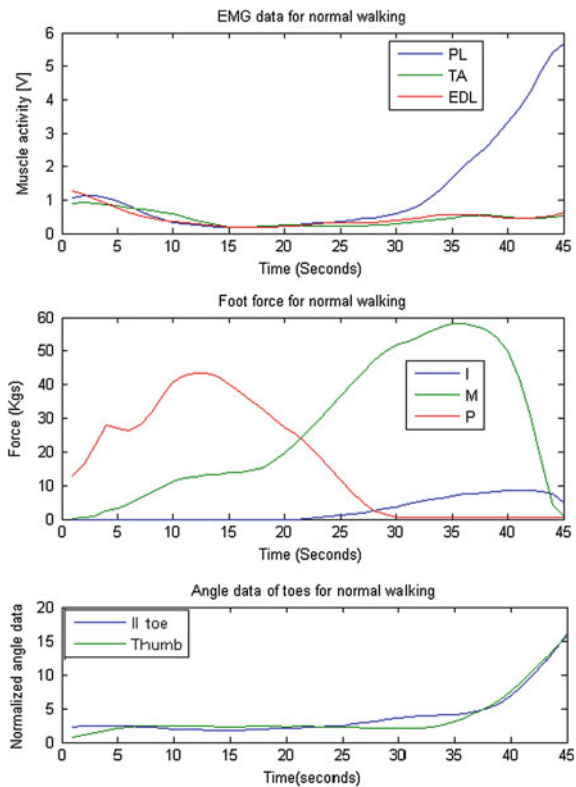 EMG data for normal walking
Muscle activity [V]
6
5
4
3
2
1
0
PL
TA
EDL
0 5 10 15 20 25 30 35 40 45
Time (Seconds)
Foot force for normal walking
Force (Kgs)
60
50
40
30
20
10
0
I
M
P
0 5 10 15 20 25 30 35 40 45
Time (Seconds)
Angle data of toes for normal walking
Normalized angle data
20
15
10
5
0
II toe
Thumb
0 5 10 15 20 25 30 35 40 45
Time(seconds)